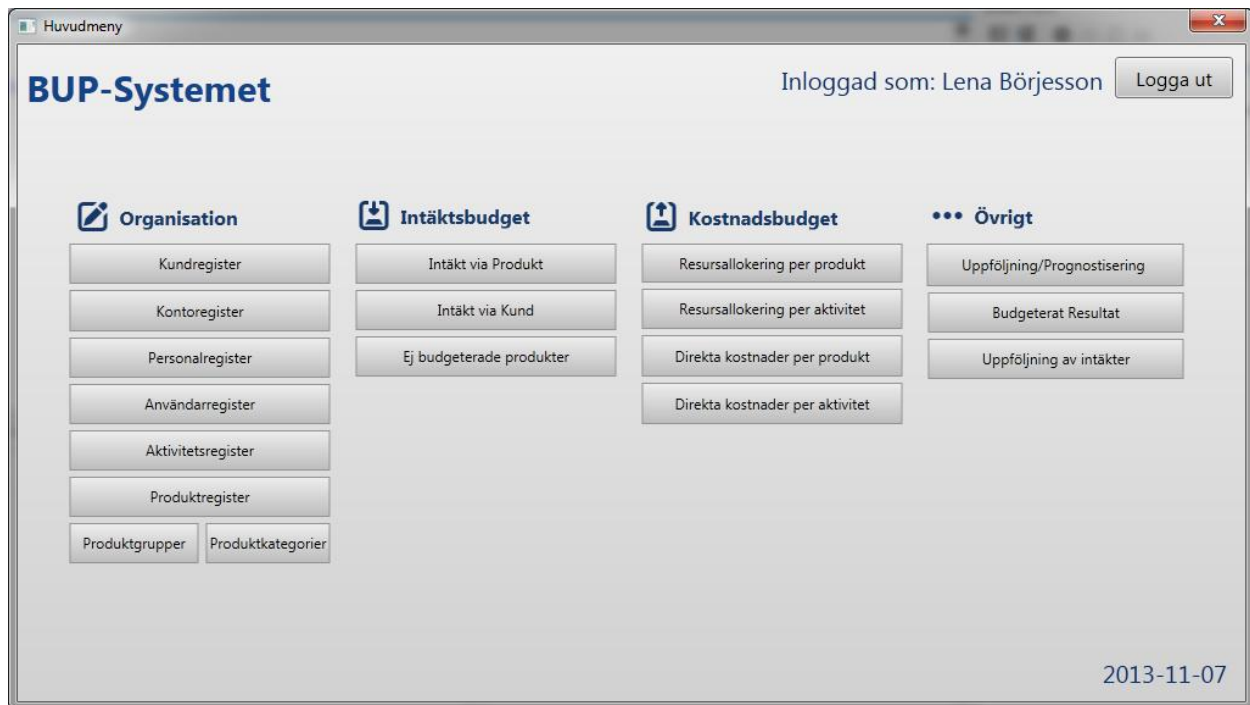 Huvudmeny
x
BUP-Systemet
Inloggad som: Lena Börjesson
Logga ut
Organisation
Kundregister
Kontoregister
Personalregister
Användarregister
Aktivitetsregister
Produktregister
Produktgrupper
Produktkategorier
Intäktsbudget
Intäkt via Produkt
Intäkt via Kund
Ej budgeterade produkter
Kostnadsbudget
Resursallokering per produkt
Resursallokering per aktivitet
Direkta kostnader per produkt
Direkta kostnader per aktivitet
Övrigt
Uppföljning/Prognostisering
Budgeterat Resultat
Uppföljning av intäkter
2013-11-07